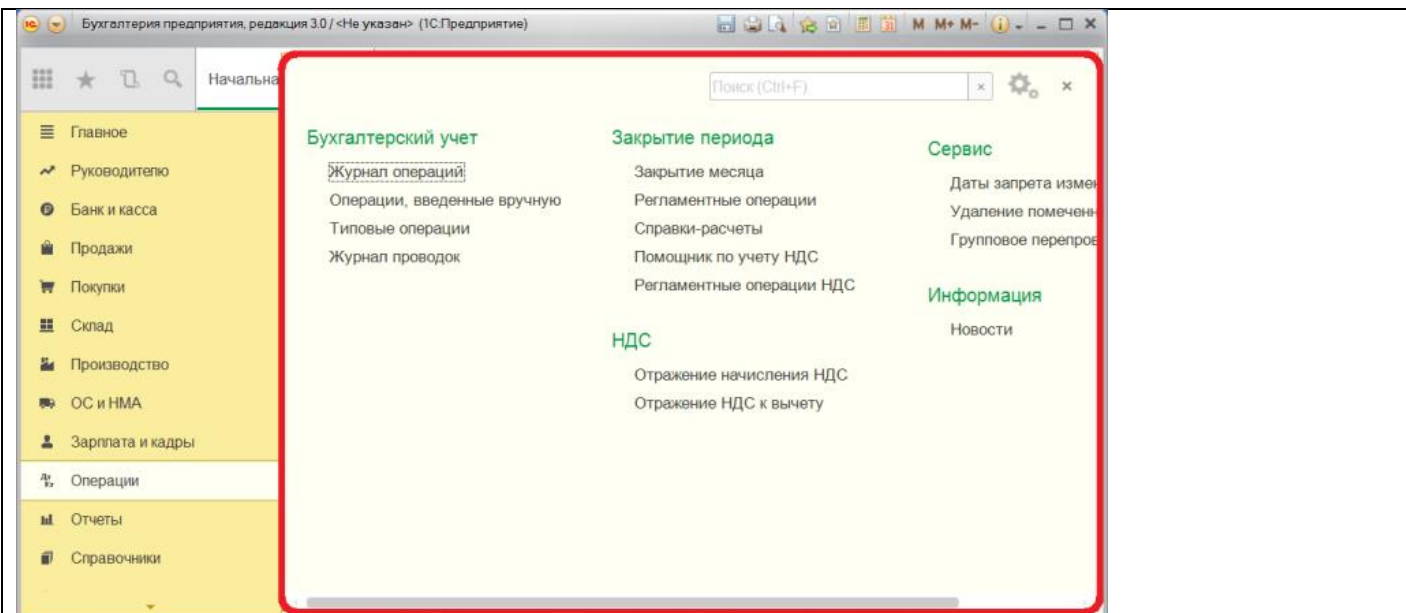 Бухгалтерия предприятия, редакция 3.0 / <Не указан> (1С:Предприятие)
M M+ M-
Начальна
Поиск (Ctrl+F)
Главное
Руководителю
Банк и касса
Продажи
Покупки
Склад
Производство
ОС и НМА
Зарплата и кадры
Операции
Отчеты
Справочники
Бухгалтерский учет
Журнал операций
Операции, введенные вручную
Типовые операции
Журнал проводок
Закрытие периода
Закрытие месяца
Регламентные операции
Справки-расчеты
Помощник по учету НДС
Регламентные операции НДС
НДС
Отражение начисления НДС
Отражение НДС к вычету
Сервис
Даты запрета измен
Удаление помеченн
Групповое перепров
Информация
Новости